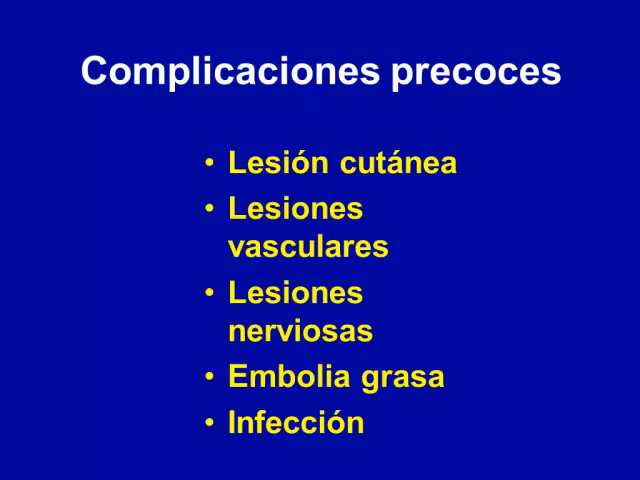 Complicaciones precoces
• Lesión cutánea
• Lesiones
vasculares
• Lesiones
nerviosas
• Embolia grasa
• Infección